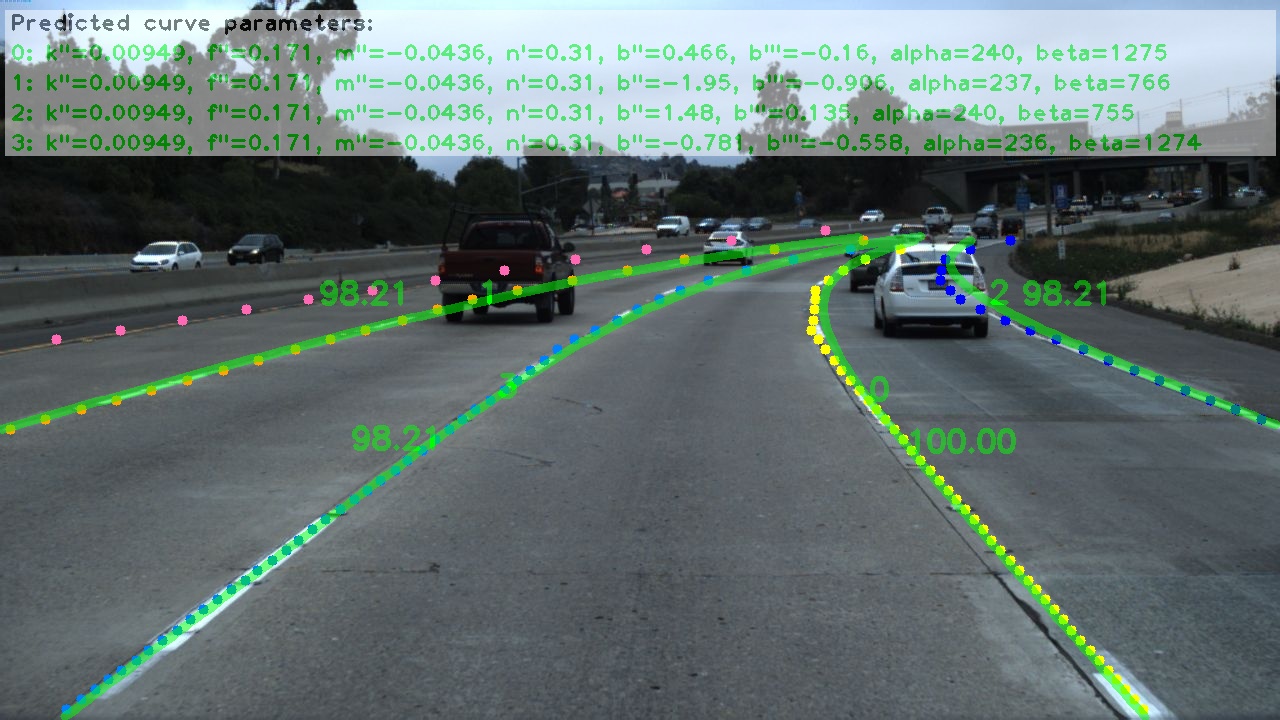 Predicted curve parameters:
0: k''=0.00949, f''=0.171, m''=-0.0436, n'=0.31, b''=0.466, b'''=-0.16, alpha=240, beta=1275
1: k''=0.00949, f''=0.171, m''=-0.0436, n'=0.31, b''=-1.95, b'''=-0.906, alpha=237, beta=766
2: k''=0.00949, f''=0.171, m''=-0.0436, n'=0.31, b''=1.48, b'''=0.135, alpha=240, beta=755
3: k''=0.00949, f''=0.171, m''=-0.0436, n'=0.31, b''=-0.781, b'''=-0.558, alpha=236, beta=1274
98.21 1 2 98.21
3 0
98.21 100.00